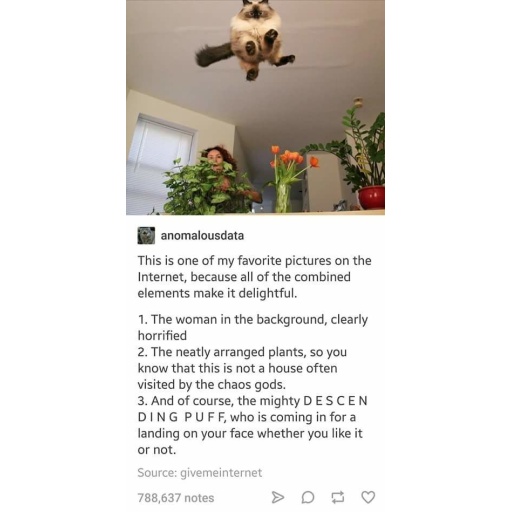 anomalousdata
This is one of my favorite pictures on the
Internet, because all of the combined
elements make it delightful.
1. The woman in the background, clearly
horrified
2. The neatly arranged plants, so you
know that this is not a house often
visited by the chaos gods.
3. And of course, the mighty D E S C E N
D I N G P U F F, who is coming in for a
landing on your face whether you like it
or not.
Source: givemeinternet
788,637 notes